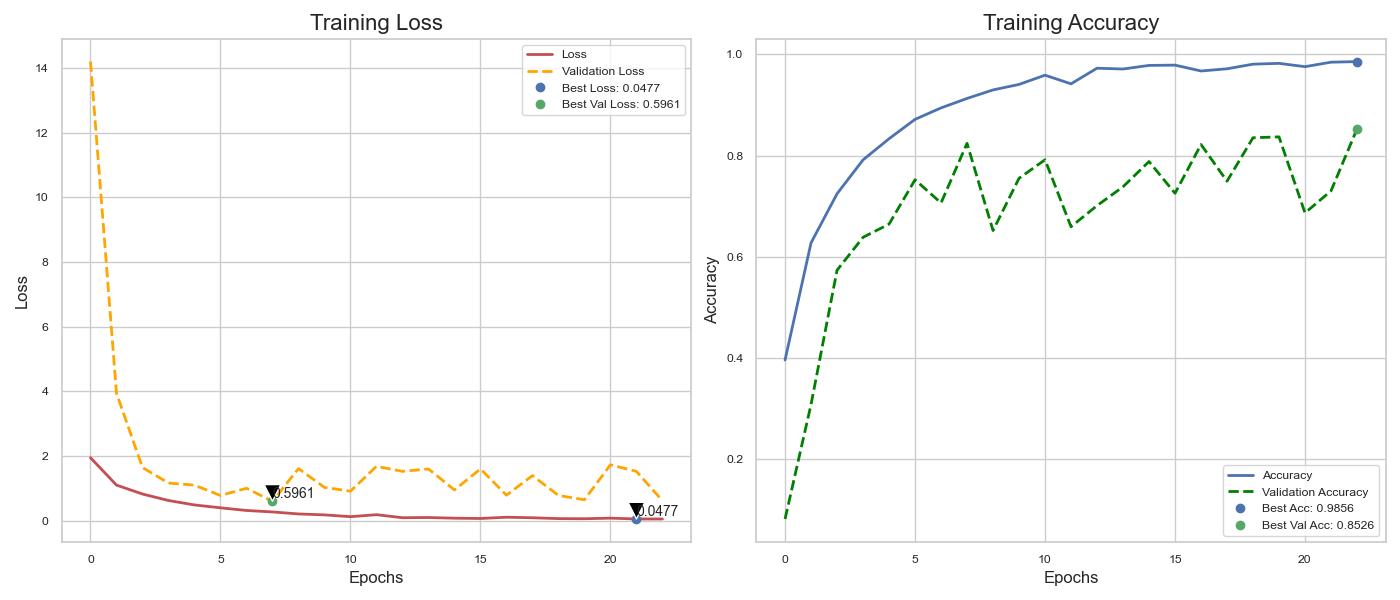 Training Loss
Loss
Validation Loss
Best Loss: 0.0477
Best Val Loss: 0.5961
14
12
10
8
6
4
2
0
Loss
0.5961
0.0477
0
5
10
15
20
Epochs
Training Accuracy
1.0
0.8
0.6
0.4
0.2
Accuracy
Accuracy
Validation Accuracy
Best Acc: 0.9856
Best Val Acc: 0.8526
0
5
10
15
20
Epochs